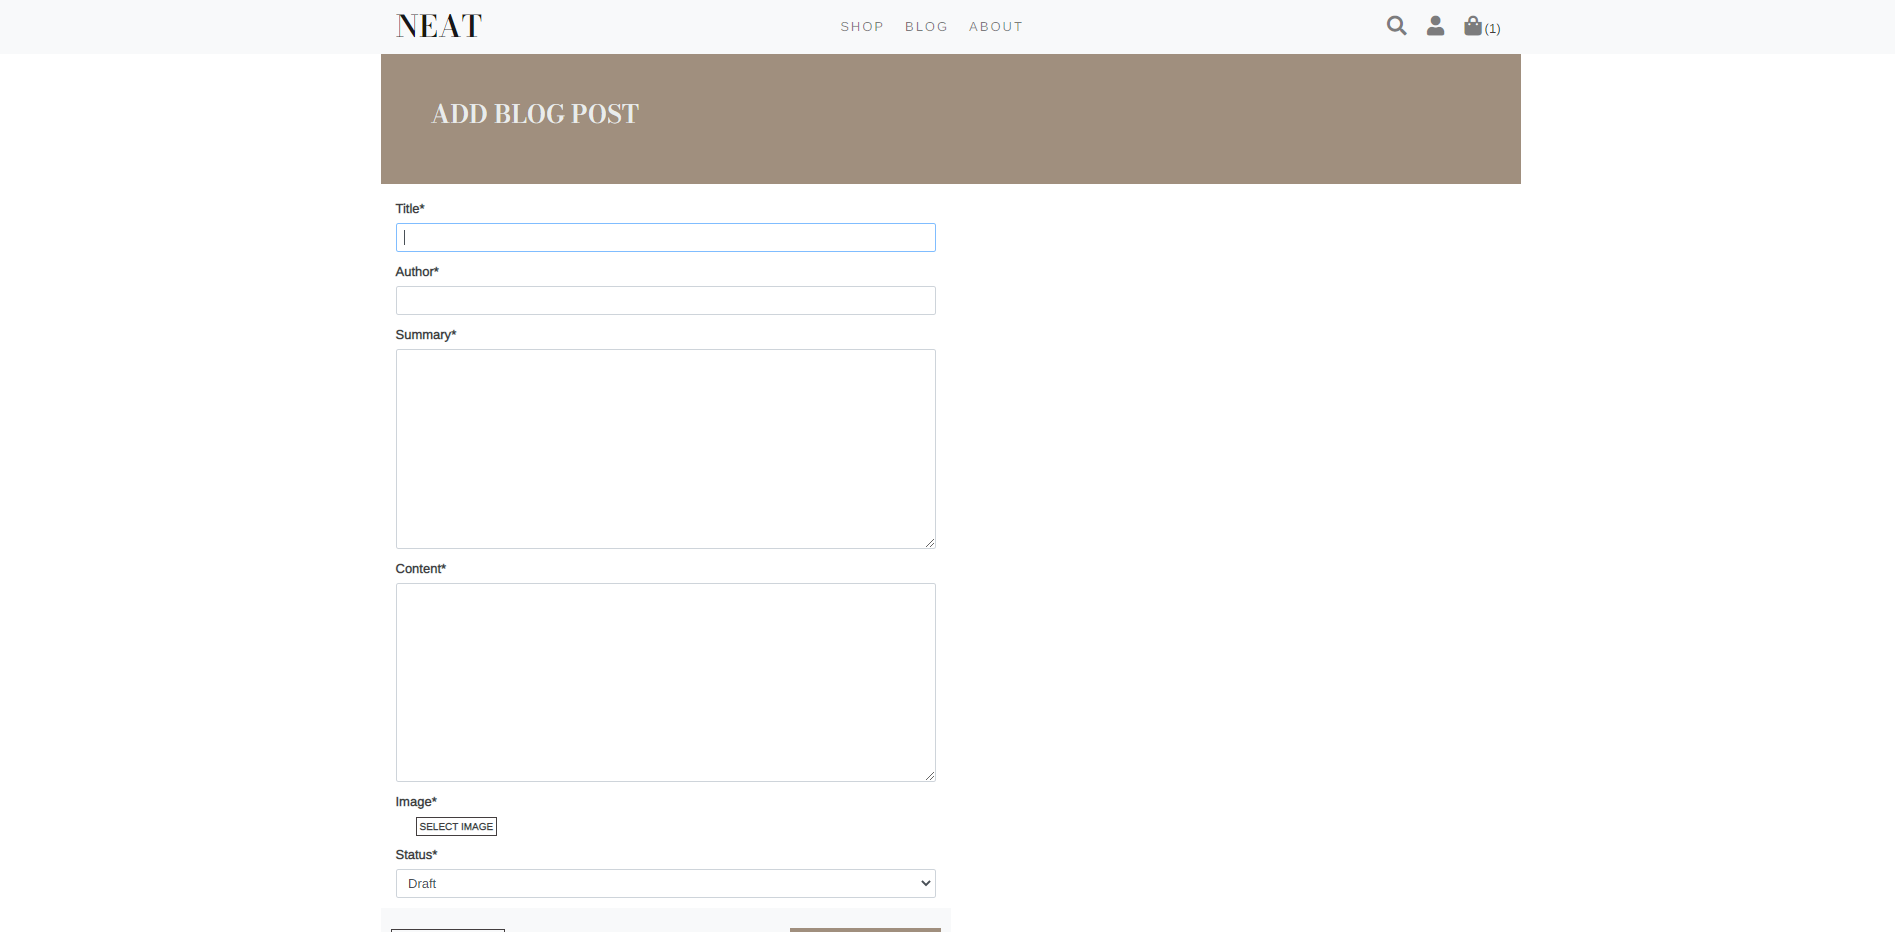 NEAT
SHOP BLOG ABOUT
(1)
ADD BLOG POST
Title*
Author*
Summary*
Content*
Image*
SELECT IMAGE
Status*
Draft